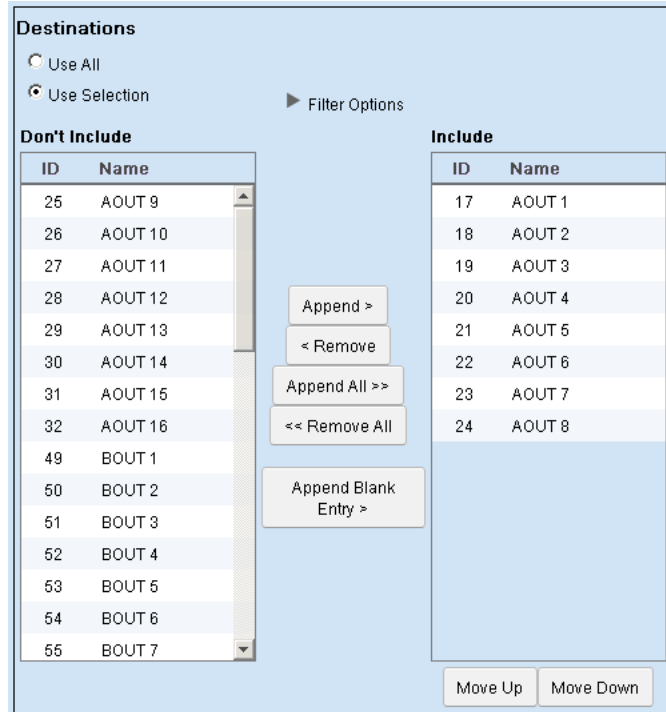 Destinations
Use All
Use Selection
Filter Options
Don't Include
ID Name
25 AOUT 9
26 AOUT 10
27 AOUT 11
28 AOUT 12
29 AOUT 13
30 AOUT 14
31 AOUT 15
32 AOUT 16
49 BOUT 1
50 BOUT 2
51 BOUT 3
52 BOUT 4
53 BOUT 5
54 BOUT 6
55 BOUT 7
Append >
< Remove
Append All >>
<< Remove All
Append Blank
Entry >
Include
ID Name
17 AOUT 1
18 AOUT 2
19 AOUT 3
20 AOUT 4
21 AOUT 5
22 AOUT 6
23 AOUT 7
24 AOUT 8
Move Up Move Down